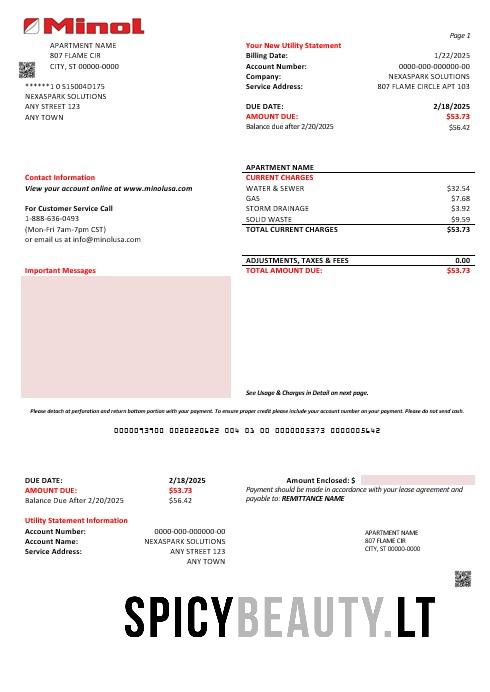 Minol
Page 1
APARTMENT NAME
807 FLAME CIR
CITY, ST 00000-0000
******1 0 515004D175
NEXASPARK SOLUTIONS
ANY STREET 123
ANY TOWN
Your New Utility Statement
Billing Date: 1/22/2025
Account Number: 0000-000-000000-00
Company: NEXASPARK SOLUTIONS
Service Address: 807 FLAME CIRCLE APT 103
DUE DATE: 2/18/2025
AMOUNT DUE: $53.73
Balance due after 2/20/2025 $56.42
Contact Information
View your account online at www.minolusa.com
For Customer Service Call
1-888-636-0493
(Mon-Fri 7am-7pm CST)
or email us at info@minolusa.com
APARTMENT NAME
CURRENT CHARGES
WATER & SEWER $32.54
GAS $7.68
STORM DRAINAGE $3.92
SOLID WASTE $9.59
TOTAL CURRENT CHARGES $53.73
ADJUSTMENTS, TAXES & FEES 0.00
TOTAL AMOUNT DUE: $53.73
Important Messages
See Usage & Charges in Detail on next page.
Please detach at perforation and return bottom portion with your payment. To ensure proper credit please include your account number on your payment. Please do not send cash.
0000093900 0020220622 004 01 00 0000005373 0000005642
DUE DATE: 2/18/2025
AMOUNT DUE: $53.73
Balance Due After 2/20/2025 $56.42
Amount Enclosed: $
Payment should be made in accordance with your lease agreement and
payable to: REMITTANCE NAME
Utility Statement Information
Account Number: 0000-000-000000-00
Account Name: NEXASPARK SOLUTIONS
Service Address: ANY STREET 123
ANY TOWN
APARTMENT NAME
807 FLAME CIR
CITY, ST 00000-0000
SPICYBEAUTY.LT